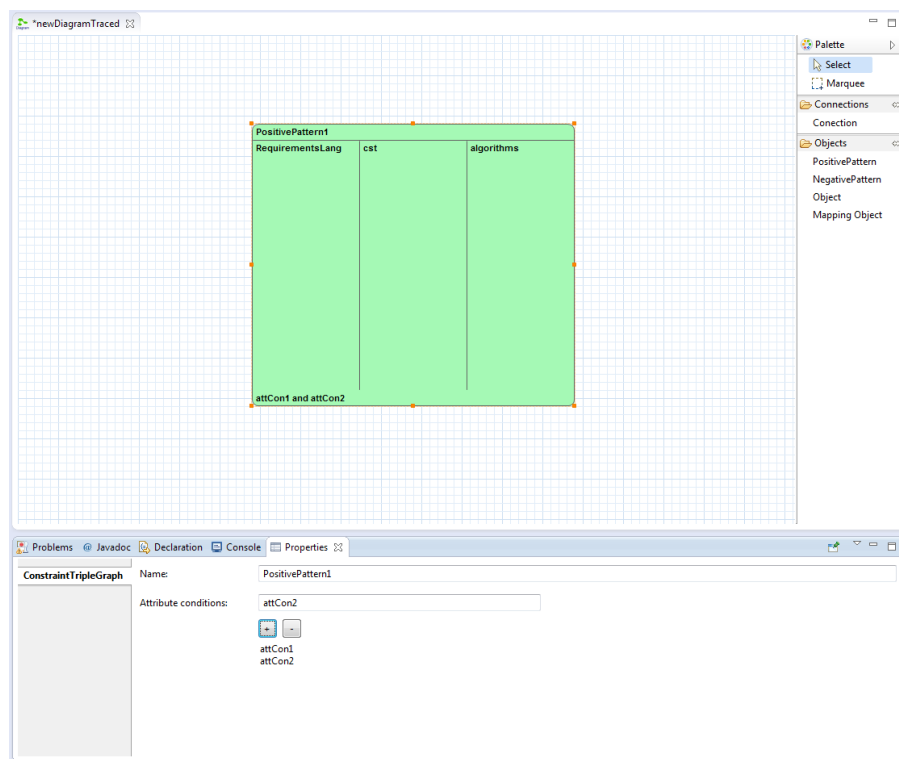 *newDiagramTraced
Palette
Select
Marquee
Connections
Conection
Objects
PositivePattern
NegativePattern
Object
Mapping Object
PositivePattern1
RequirementsLang cst algorithms
attCon1 and attCon2
Problems @ Javadoc Declaration Console Properties
ConstraintTripleGraph
Name: PositivePattern1
Attribute conditions: attCon2
+ -
attCon1
attCon2